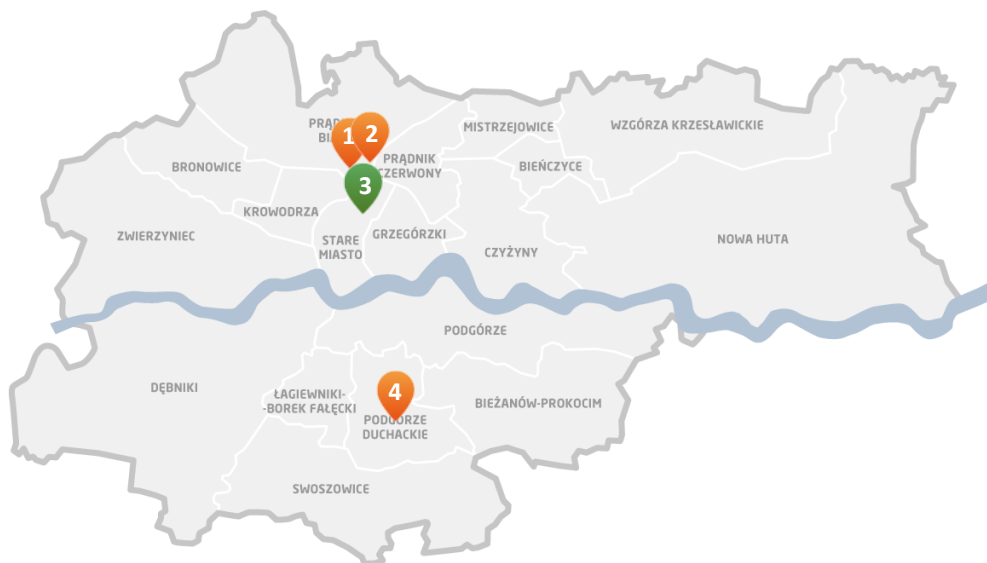 MISTRZEJOWICE
WZGÓRZA KRZESŁAWICKIE
1
2
BRONOWICE
PRĄDNIK
CZERWONY
BIEŃCZYCE
3
KROWODRZA
ZWIERZYNIEC
STARE
MIASTO
GRZEGÓRZKI
CZYŻYNY
NOWA HUTA
PODGÓRZE
DĘBNIKI
ŁAGIEWNIKI-
-BOREK FAŁĘCKI
4
PODGÓRZE
DUCHACKIE
BIEŻANÓW-PROKOCIM
SWOSZOWICE